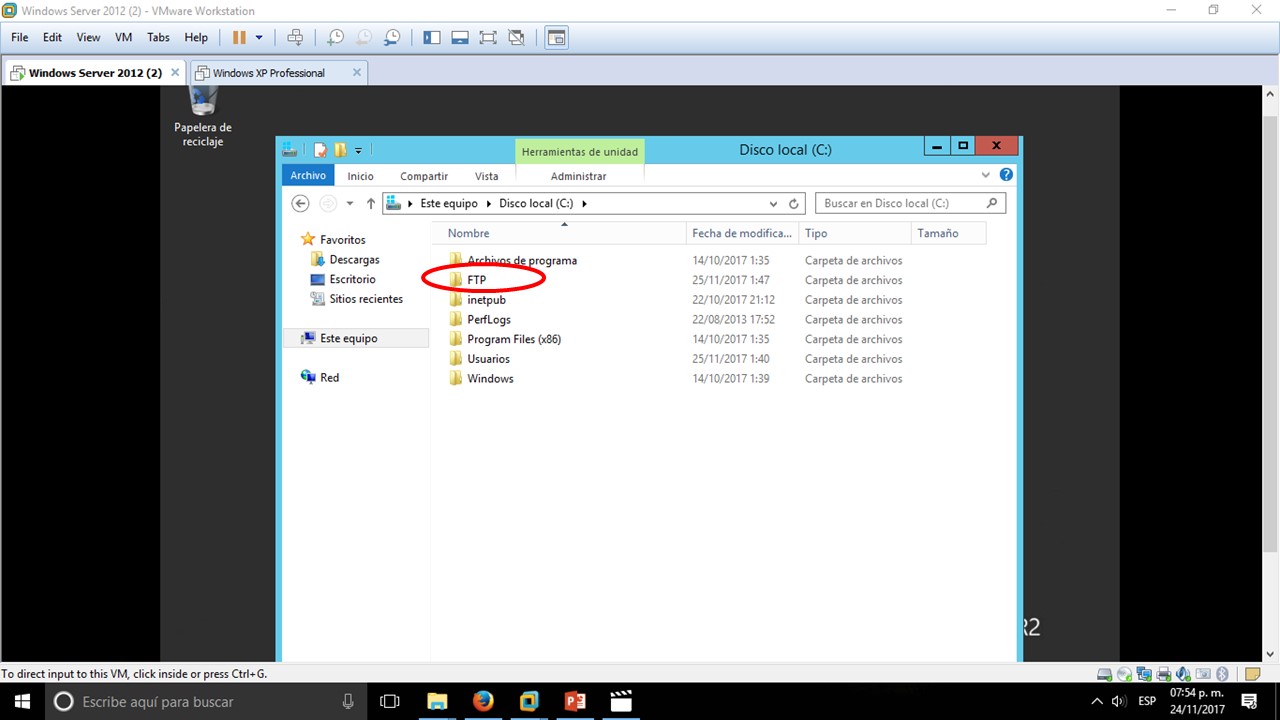 Windows Server 2012 (2) - VMware Workstation
File Edit View VM Tabs Help
Windows Server 2012 (2) Windows XP Professional
Papelera de
reciclaje
Herramientas de unidad Disco local (C:)
Archivo Inicio Compartir Vista Administrar
Este equipo Disco local (C:) Buscar en Disco local (C:)
Nombre Fecha de modifica... Tipo Tamaño
Favoritos
Descargas
Escritorio
Sitios recientes
Este equipo
Red
Archivos de programa 14/10/2017 1:35 Carpeta de archivos
FTP 25/11/2017 1:47 Carpeta de archivos
inetpub 22/10/2017 21:12 Carpeta de archivos
PerfLogs 22/08/2013 17:52 Carpeta de archivos
Program Files (x86) 14/10/2017 1:35 Carpeta de archivos
Usuarios 25/11/2017 1:40 Carpeta de archivos
Windows 14/10/2017 1:39 Carpeta de archivos
R2
To direct input to this VM, click inside or press Ctrl+G.
Escribe aquí para buscar
ESP
07:54 p. m.
24/11/2017